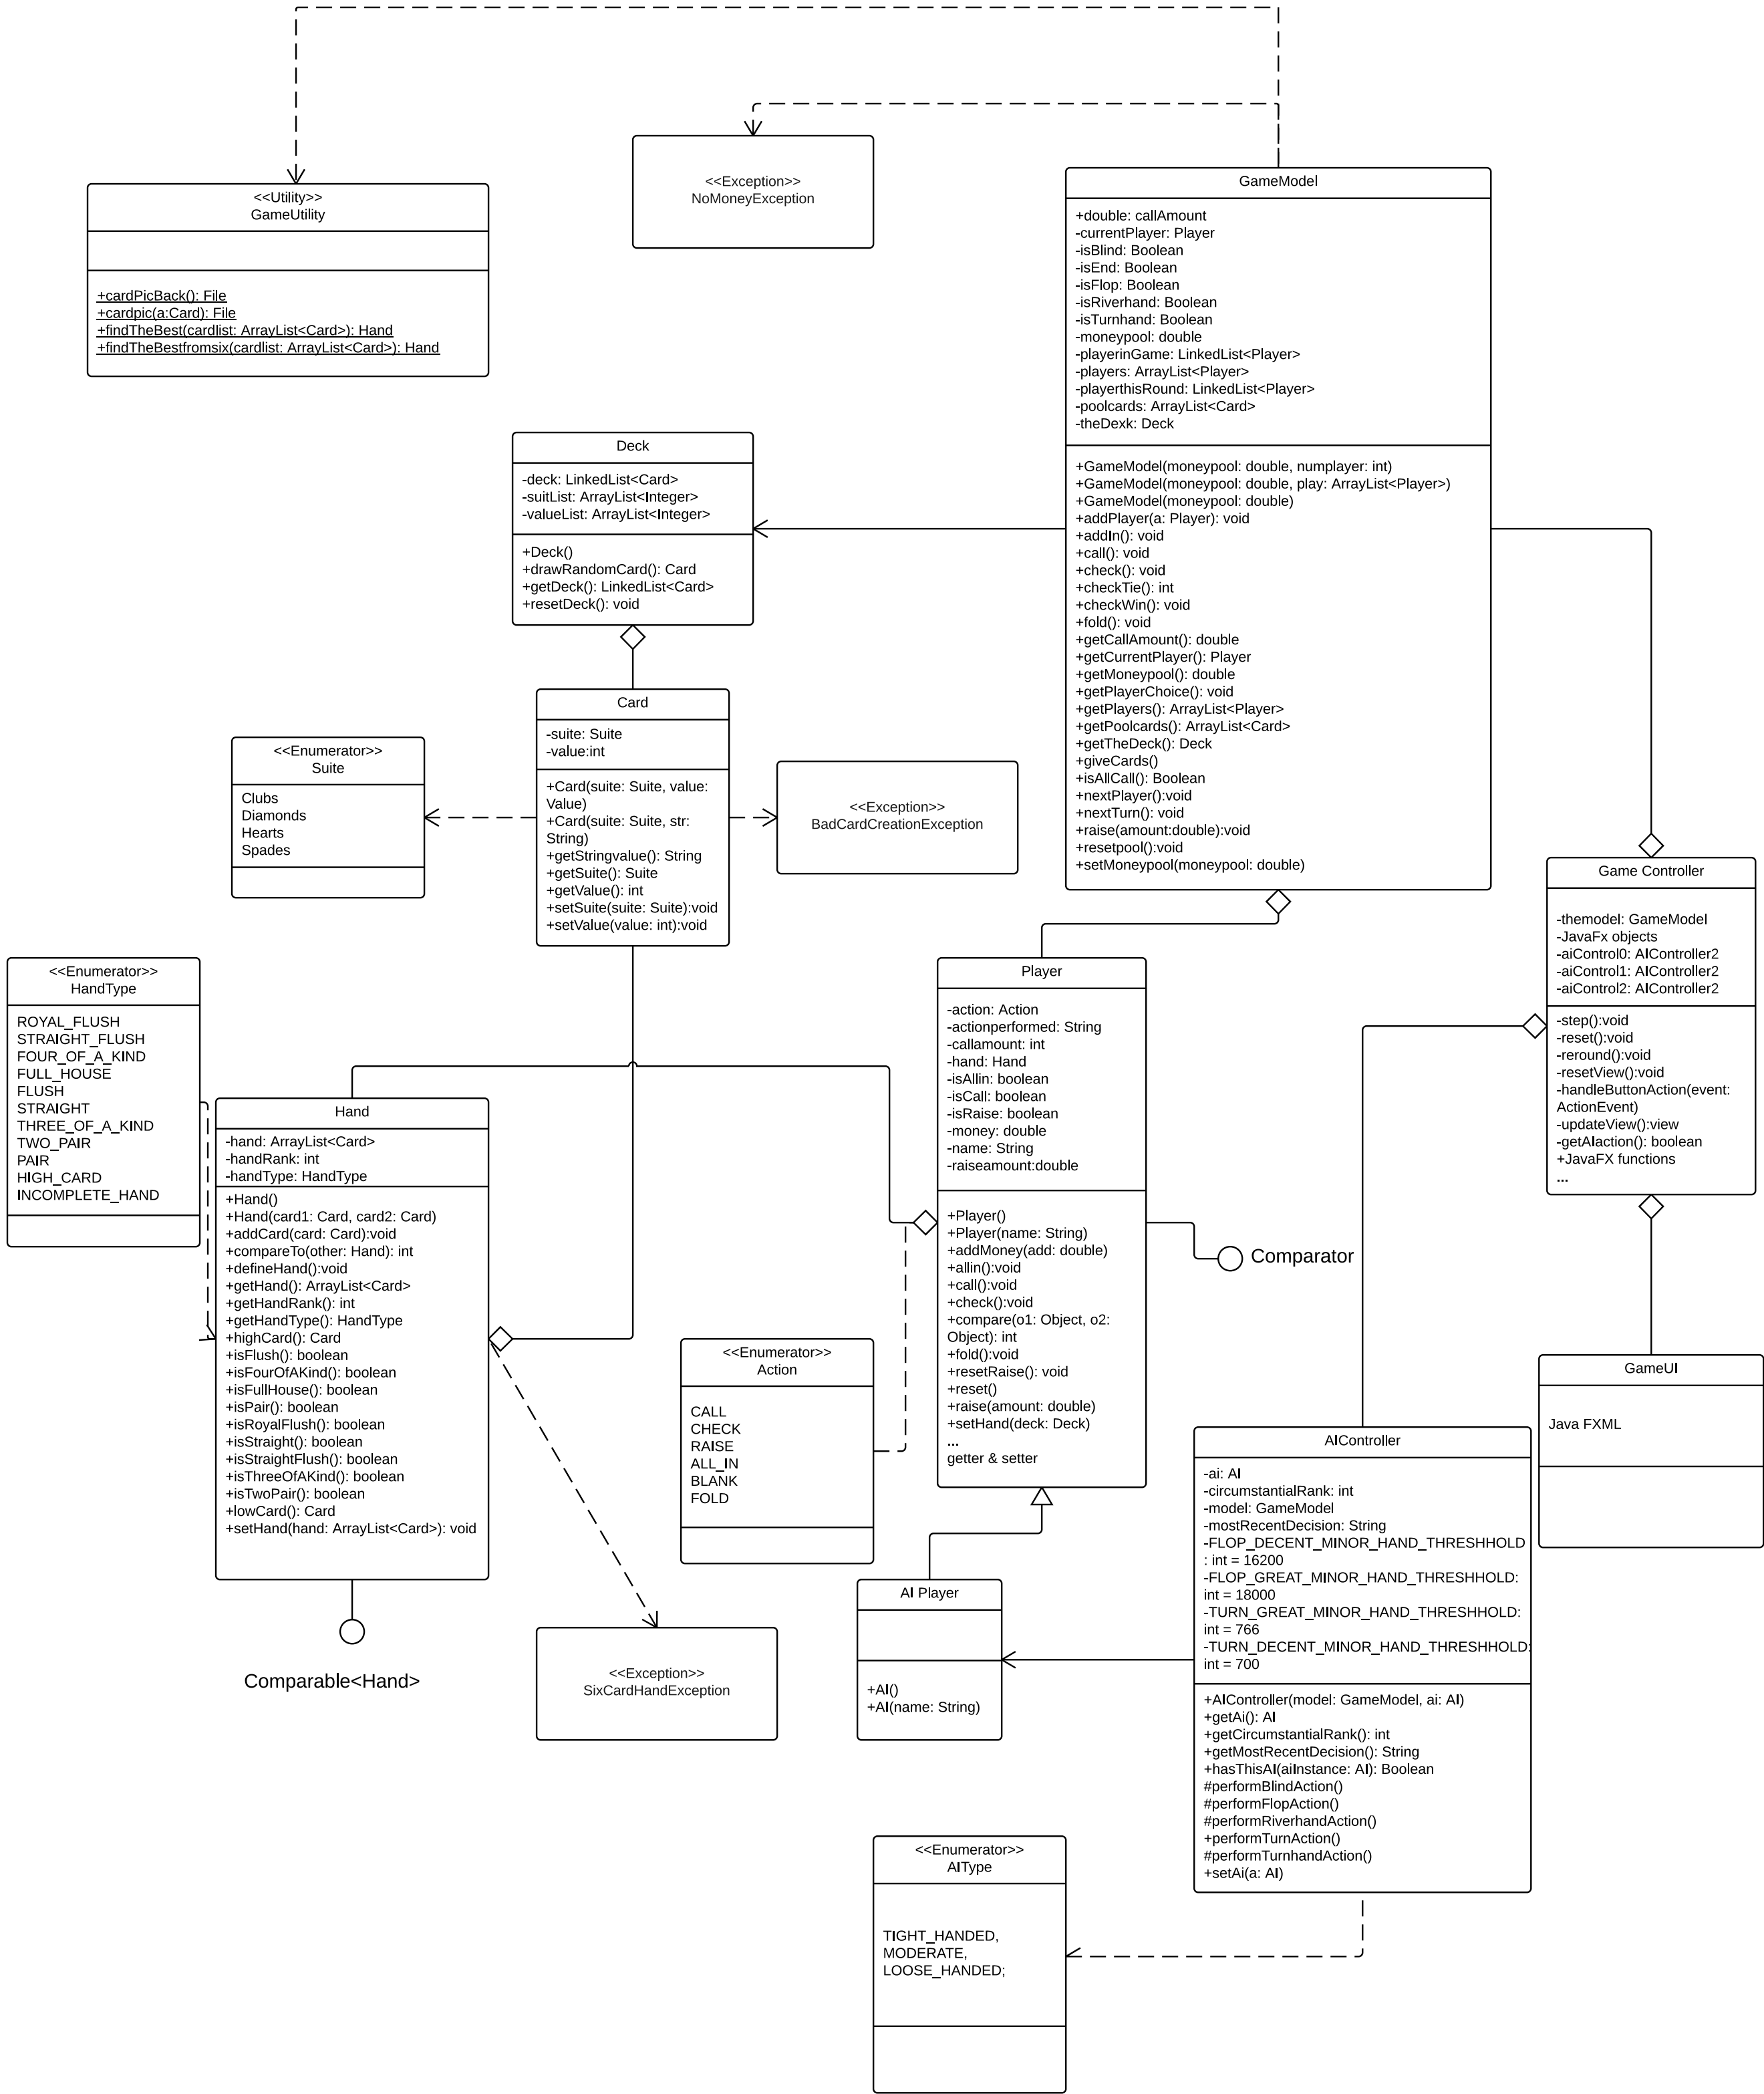 <<Utility>>
GameUtility
+cardPicBack(): File
+cardpic(a:Card): File
+findTheBest(cardlist: ArrayList<Card>): Hand
+findTheBestfromsix(cardlist: ArrayList<Card>): Hand
<<Exception>>
NoMoneyException
GameModel
+double: callAmount
-currentPlayer: Player
-isBlind: Boolean
-isEnd: Boolean
-isFlop: Boolean
-isRiverhand: Boolean
-isTurnhand: Boolean
-moneypool: double
-playerinGame: LinkedList<Player>
-players: ArrayList<Player>
-playerthisRound: LinkedList<Player>
-poolcards: ArrayList<Card>
-theDexk: Deck
+GameModel(moneypool: double, numplayer: int)
+GameModel(moneypool: double, play: ArrayList<Player>)
+GameModel(moneypool: double)
+addPlayer(a: Player): void
+addIn(): void
+call(): void
+check(): void
+checkTie(): int
+checkWin(): void
+fold(): void
+getCallAmount(): double
+getCurrentPlayer(): Player
+getMoneypool(): double
+getPlayerChoice(): void
+getPlayers(): ArrayList<Player>
+getPoolcards(): ArrayList<Card>
+getTheDeck(): Deck
+giveCards()
+isAllCall(): Boolean
+nextPlayer():void
+nextTurn(): void
+raise(amount:double):void
+resetpool():void
+setMoneypool(moneypool: double)
Deck
-deck: LinkedList<Card>
-suitList: ArrayList<Integer>
-valueList: ArrayList<Integer>
+Deck()
+drawRandomCard(): Card
+getDeck(): LinkedList<Card>
+resetDeck(): void
Card
-suite: Suite
-value:int
+Card(suite: Suite, value:
Value)
+Card(suite: Suite, str:
String)
+getStringvalue(): String
+getSuite(): Suite
+getValue(): int
+setSuite(suite: Suite):void
+setValue(value: int):void
<<Enumerator>>
Suite
Clubs
Diamonds
Hearts
Spades
<<Exception>>
BadCardCreationException
Game Controller
-themodel: GameModel
-JavaFx objects
-aiControl0: AIController2
-aiControl1: AIController2
-aiControl2: AIController2
-step():void
-reset():void
-reround():void
-resetView():void
-handleButtonAction(event:
ActionEvent)
-updateView():view
-getAIaction(): boolean
+JavaFX functions
...
<<Enumerator>>
HandType
ROYAL_FLUSH
STRAIGHT_FLUSH
FOUR_OF_A_KIND
FULL_HOUSE
FLUSH
STRAIGHT
THREE_OF_A_KIND
TWO_PAIR
PAIR
HIGH_CARD
INCOMPLETE_HAND
Hand
-hand: ArrayList<Card>
-handRank: int
-handType: HandType
+Hand()
+Hand(card1: Card, card2: Card)
+addCard(card: Card):void
+compareTo(other: Hand): int
+defineHand():void
+getHand(): ArrayList<Card>
+getHandRank(): int
+getHandType(): HandType
+highCard(): Card
+isFlush(): boolean
+isFourOfAKind(): boolean
+isFullHouse(): boolean
+isPair(): boolean
+isRoyalFlush(): boolean
+isStraight(): boolean
+isStraightFlush(): boolean
+isThreeOfAKind(): boolean
+isTwoPair(): boolean
+lowCard(): Card
+setHand(hand: ArrayList<Card>): void
Comparable<Hand>
Player
-action: Action
-actionperformed: String
-callamount: int
-hand: Hand
-isAllin: boolean
-isCall: boolean
-isRaise: boolean
-money: double
-name: String
-raiseamount:double
+Player()
+Player(name: String)
+addMoney(add: double)
+allin():void
+call():void
+check():void
+compare(o1: Object, o2:
Object): int
+fold():void
+resetRaise(): void
+reset()
+raise(amount: double)
+setHand(deck: Deck)
...
getter & setter
Comparator
<<Enumerator>>
Action
CALL
CHECK
RAISE
ALL_IN
BLANK
FOLD
<<Exception>>
SixCardHandException
AI Player
+AI()
+AI(name: String)
GameUI
Java FXML
AIController
-ai: AI
-circumstantialRank: int
-model: GameModel
-mostRecentDecision: String
-FLOP_DECENT_MINOR_HAND_THRESHHOLD
: int = 16200
-FLOP_GREAT_MINOR_HAND_THRESHHOLD:
int = 18000
-TURN_GREAT_MINOR_HAND_THRESHHOLD:
int = 766
-TURN_DECENT_MINOR_HAND_THRESHHOLD:
int = 700
+AIController(model: GameModel, ai: AI)
+getAi(): AI
+getCircumstantialRank(): int
+getMostRecentDecision(): String
+hasThisAI(aiInstance: AI): Boolean
#performBlindAction()
#performFlopAction()
#performRiverhandAction()
+performTurnAction()
#performTurnhandAction()
+setAi(a: AI)
<<Enumerator>>
AIType
TIGHT_HANDED,
MODERATE,
LOOSE_HANDED;